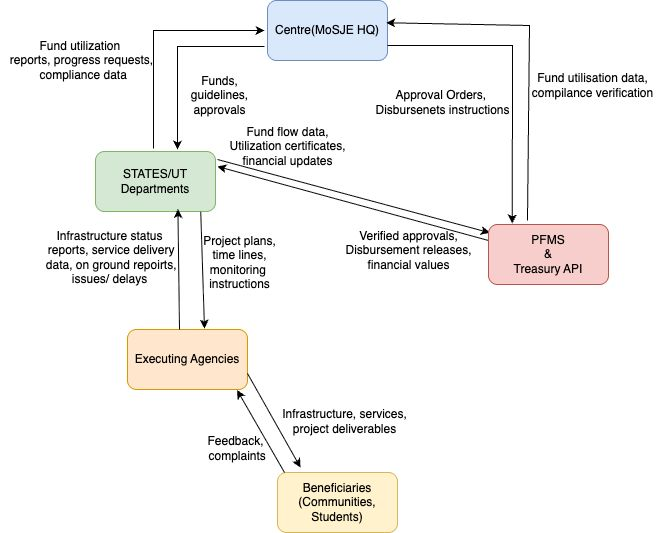 Centre(MoSJE HQ)
Fund utilization
reports, progress requests,
compliance data
Funds,
guidelines,
approvals
Approval Orders,
Disbursenets instructions
Fund utilisation data,
compilance verification
Fund flow data,
Utilization certificates,
financial updates
STATES/UT
Departments
Infrastructure status
reports, service delivery
data, on ground reporits,
issues/ delays
Project plans,
time lines,
monitoring
instructions
Verified approvals,
Disbursement releases,
financial values
PFMS
&
Treasury API
Executing Agencies
Infrastructure, services,
project deliverables
Feedback,
complaints
Beneficiaries
(Communities,
Students)